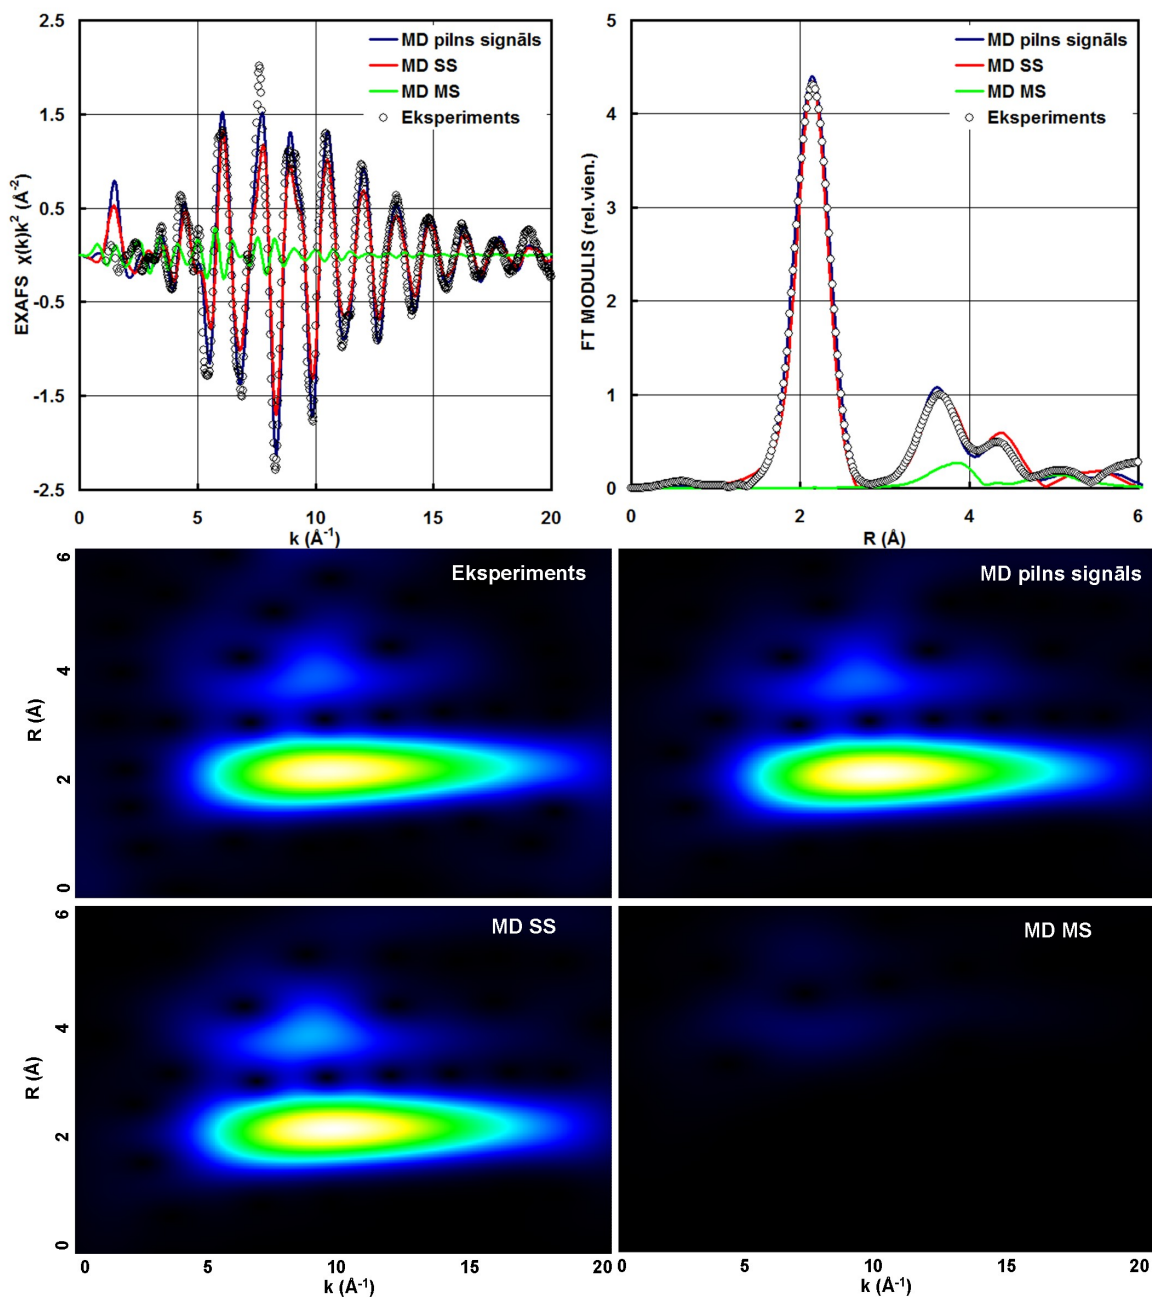 2.5
1.5
0.5
-0.5
-1.5
-2.5
EXAFS χ(k)k² (Å⁻²)
MD pilns signāls
MD SS
MD MS
Eksperiments
0 5 10 15 20
k (Å⁻¹)
5
4
3
2
1
0
FT MODULIS (rel.vien.)
MD pilns signāls
MD SS
MD MS
Eksperiments
0 2 4 6
R (Å)
Eksperiments
6
4
2
0
R (Å)
MD pilns signāls
MD SS
6
4
2
0
R (Å)
MD MS
0 5 10 15 20
k (Å⁻¹)
0 5 10 15 20
k (Å⁻¹)